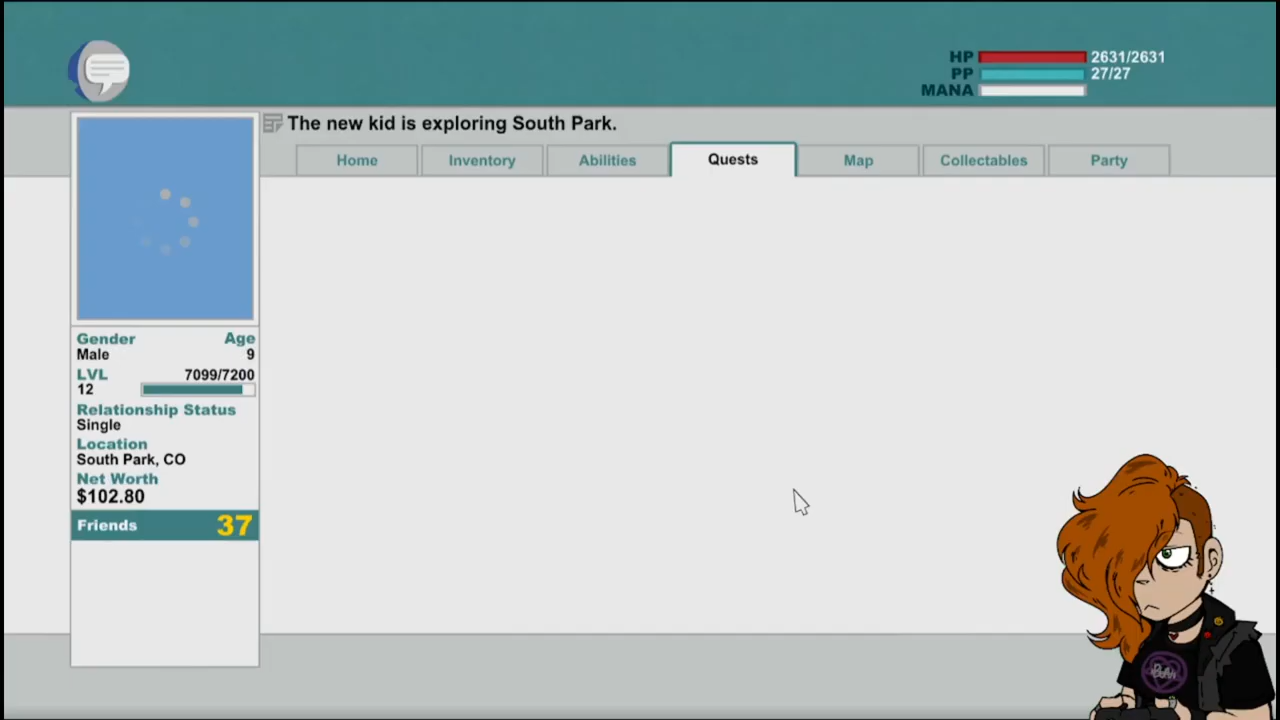 HP 2631/2631
PP 27/27
MANA
The new kid is exploring South Park.
Home Inventory Abilities Quests Map Collectables Party
Gender Age
Male 9
LVL 7099/7200
12
Relationship Status
Single
Location
South Park, CO
Net Worth
$102.80
Friends 37